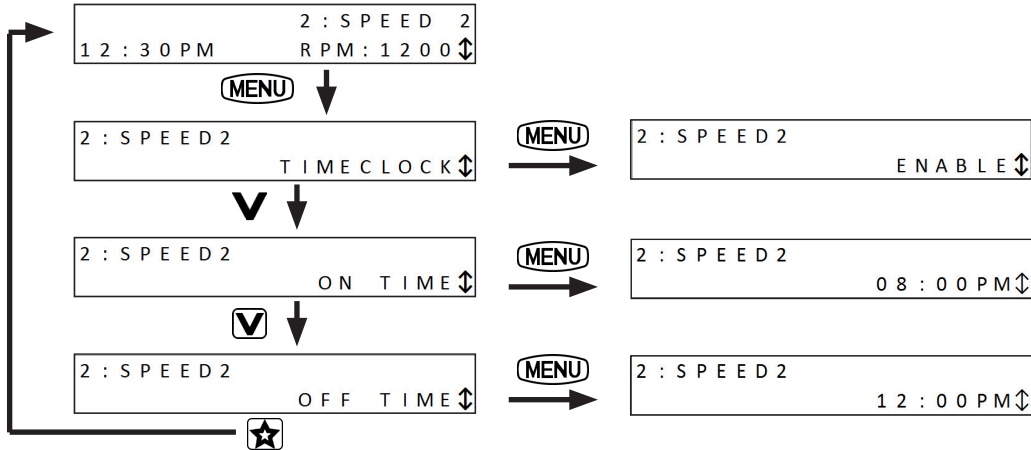 2:SPEED 2
12:30PM RPM:1200↕
MENU
2:SPEED2
TIMECLOCK↕
MENU
2:SPEED2
ENABLE↕
V
2:SPEED2
ON TIME↕
MENU
2:SPEED2
08:00PM↕
V
2:SPEED2
OFF TIME↕
MENU
2:SPEED2
12:00PM↕